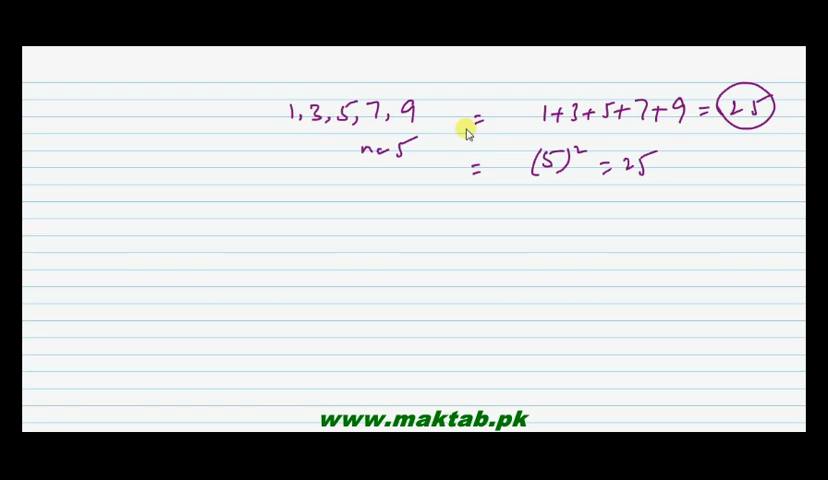 1, 3, 5, 7, 9 = 1+3+5+7+9 = 25
n=5 = (5)² = 25
www.maktab.pk